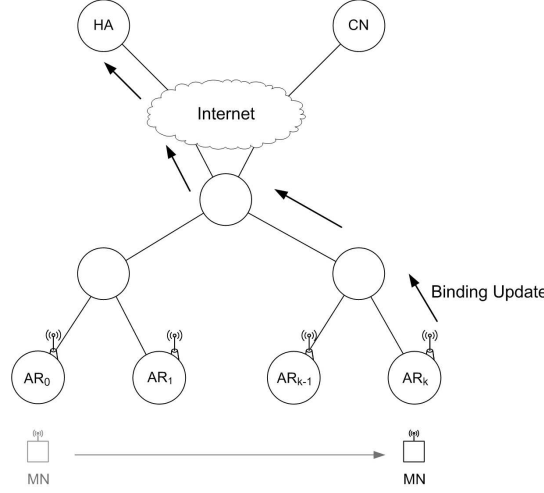 HA
CN
Internet
Binding Update
AR₀
AR₁
ARₖ₋₁
ARₖ
MN
MN